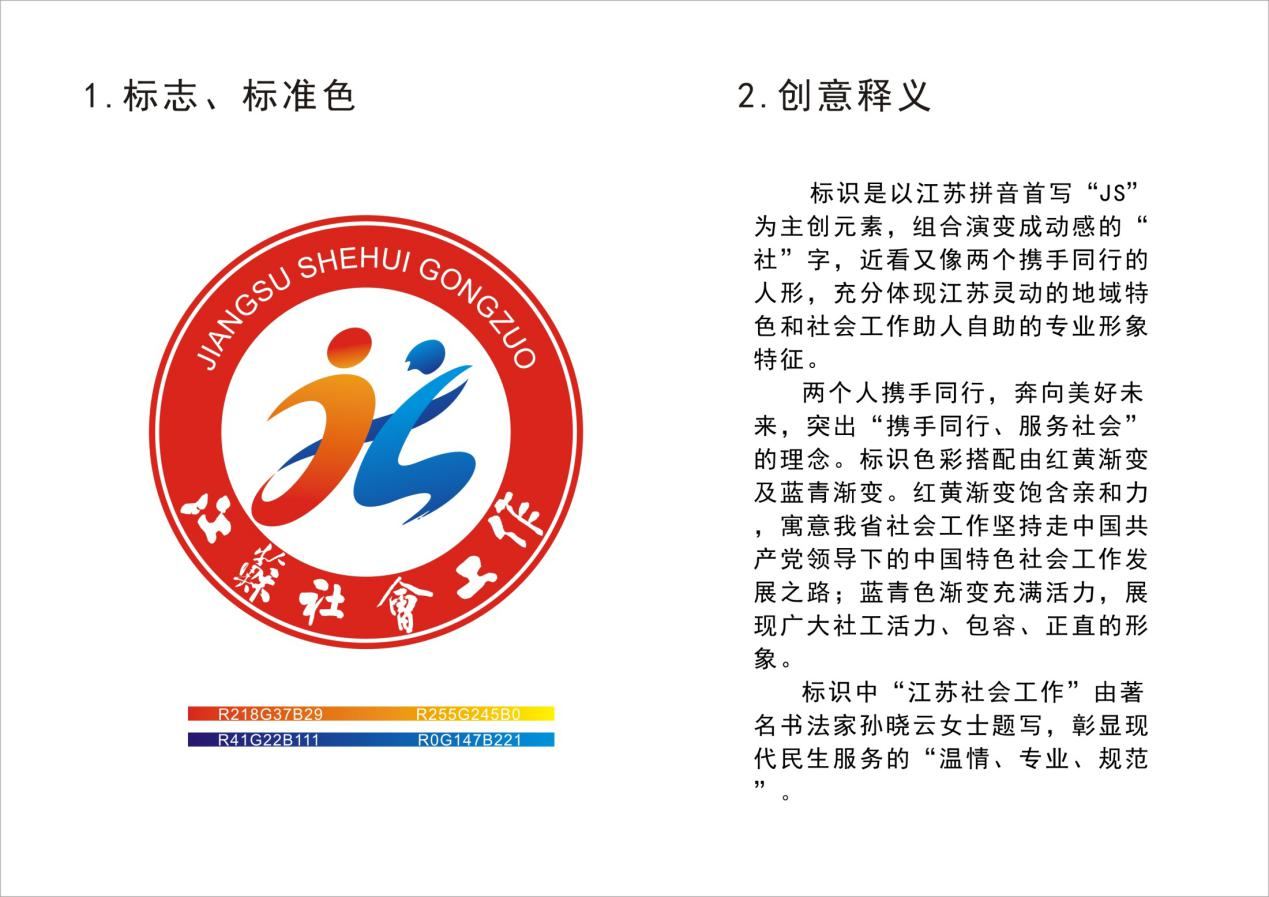 1.标志、标准色
JIANGSU SHEHUI GONGZUO
江蘇社會工作
R218G37B29 R255G245B0
R41G22B111 R0G147B221
2.创意释义
标识是以江苏拼音首写“JS”
为主创元素，组合演变成动感的“
社”字，近看又像两个携手同行的
人形，充分体现江苏灵动的地域特
色和社会工作助人自助的专业形象
特征。
两个人携手同行，奔向美好未
来，突出“携手同行、服务社会”
的理念。标识色彩搭配由红黄渐变
及蓝青渐变。红黄渐变饱含亲和力
，寓意我省社会工作坚持走中国共
产党领导下的中国特色社会工作发
展之路；蓝青色渐变充满活力，展
现广大社工活力、包容、正直的形
象。
标识中“江苏社会工作”由著
名书法家孙晓云女士题写，彰显现
代民生服务的“温情、专业、规范
”。